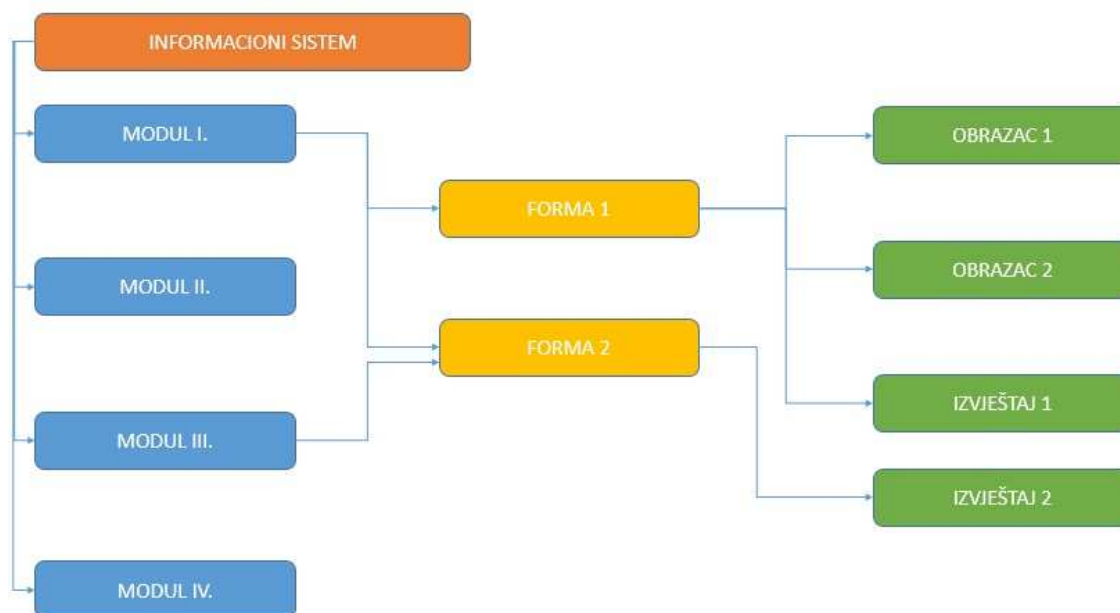 INFORMACIONI SISTEM
MODUL I.
MODUL II.
MODUL III.
MODUL IV.
FORMA 1
FORMA 2
OBRAZAC 1
OBRAZAC 2
IZVJEŠTAJ 1
IZVJEŠTAJ 2